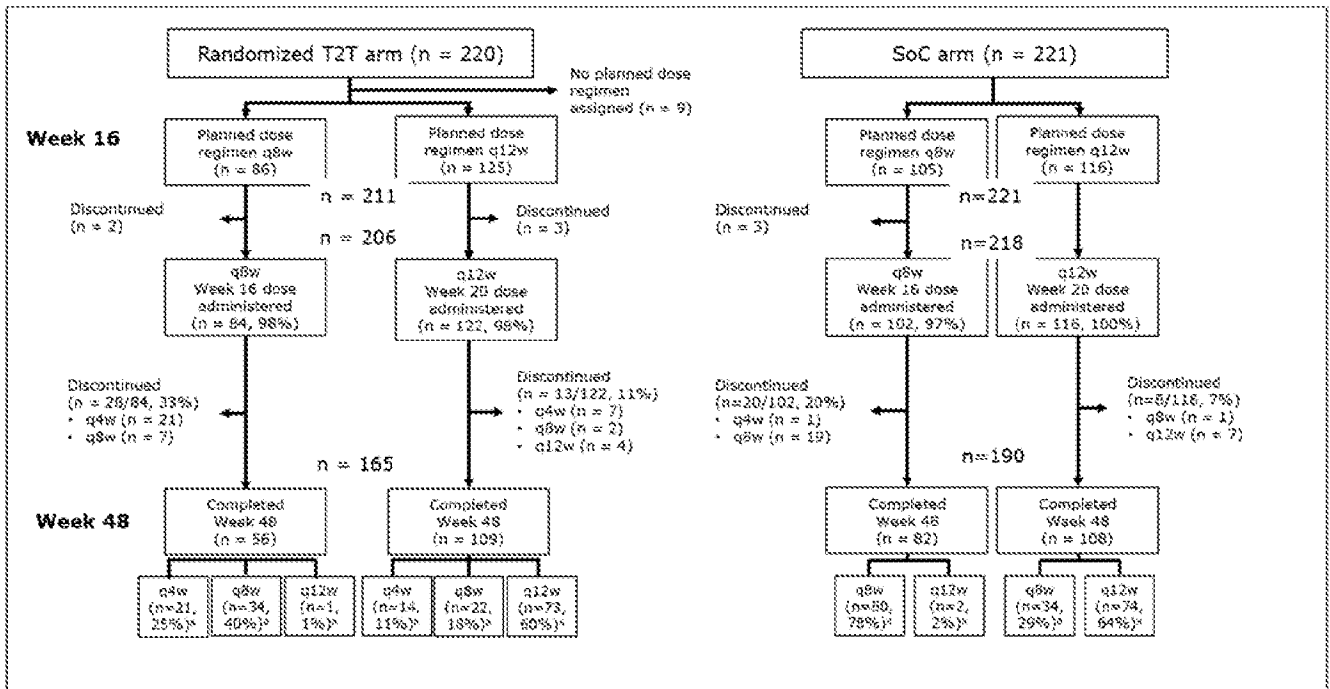 Randomized T2T arm (n = 220)
No planned dose
regimen
assigned (n = 9)
Week 16
Planned dose
regimen q8w
(n = 86)
Planned dose
regimen q12w
(n = 125)
n = 211
Discontinued
(n = 2)
Discontinued
(n = 3)
n = 206
q8w
Week 16 dose
administered
(n = 84, 98%)
q12w
Week 20 dose
administered
(n = 122, 98%)
Discontinued
(n = 28/84, 33%)
• q4w (n = 21)
• q8w (n = 7)
Discontinued
(n = 13/122, 11%)
• q4w (n = 7)
• q8w (n = 2)
• q12w (n = 4)
n = 165
Week 48
Completed
Week 48
(n = 56)
Completed
Week 48
(n = 109)
q4w
(n=21,
25%)
q8w
(n=34,
40%)
q12w
(n=1,
1%)
q4w
(n=14,
11%)
q8w
(n=22,
18%)
q12w
(n=73,
60%)
SoC arm (n = 221)
Planned dose
regimen q8w
(n = 105)
Planned dose
regimen q12w
(n = 116)
n=221
Discontinued
(n = 3)
n=218
q8w
Week 16 dose
administered
(n = 102, 97%)
q12w
Week 20 dose
administered
(n = 116, 100%)
Discontinued
(n=20/102, 20%)
• q4w (n = 1)
• q8w (n = 19)
Discontinued
(n=8/116, 7%)
• q8w (n = 1)
• q12w (n = 7)
n=190
Completed
Week 48
(n = 82)
Completed
Week 48
(n = 108)
q8w
(n=80,
78%)
q12w
(n=2,
2%)
q8w
(n=34,
29%)
q12w
(n=74,
64%)